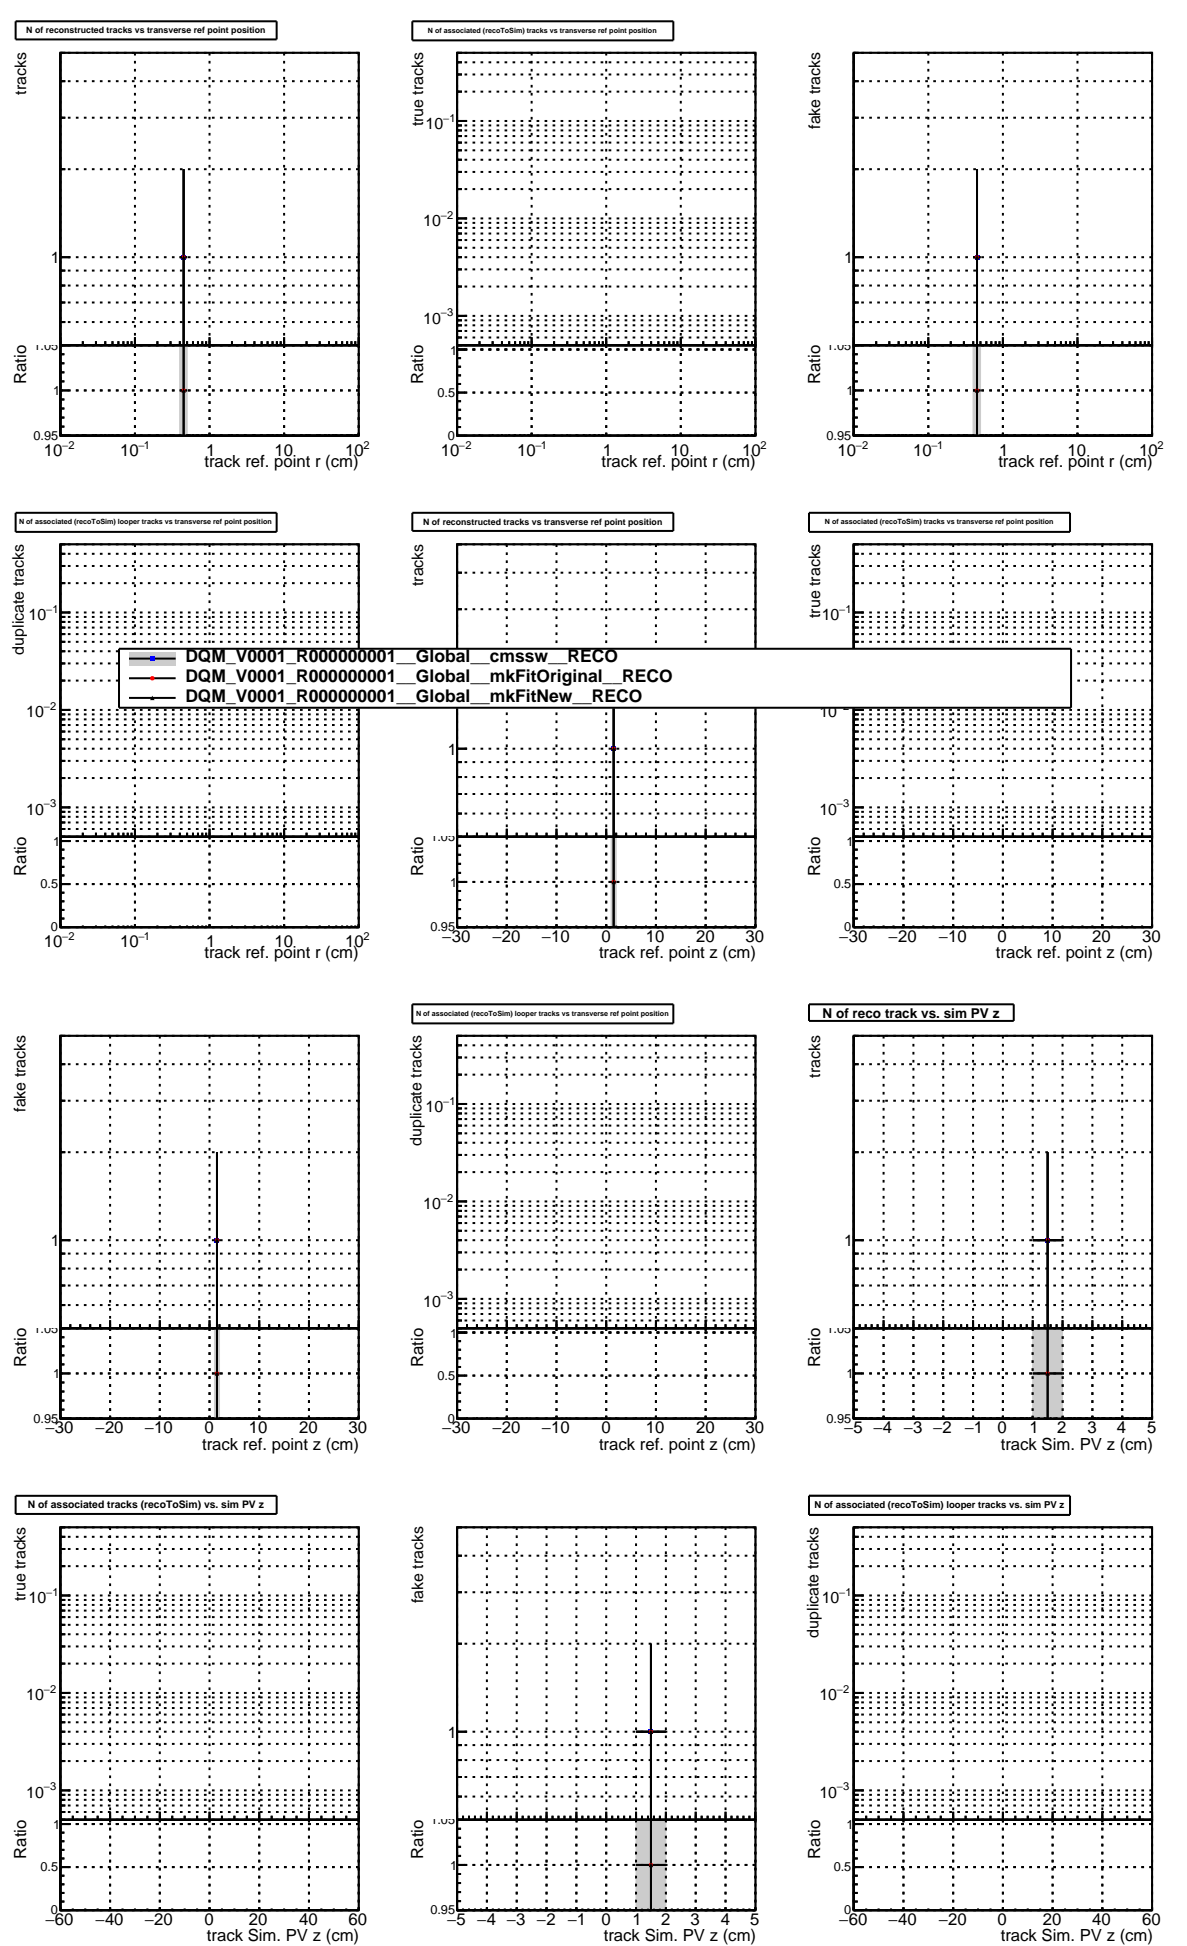 N of reconstructed tracks vs transverse ref point position
tracks
1
1.05
Ratio
1
0.95
10−2 10−1 1 10 102
track ref. point r (cm)
N of associated (recoToSim) tracks vs transverse ref point position
true tracks
10−1
10−2
10−3
Ratio
1
0.5
0
10−2 10−1 1 10 102
track ref. point r (cm)
fake tracks
1
1.05
Ratio
1
0.95
10−2 10−1 1 10 102
track ref. point r (cm)
N of associated (recoToSim) looper tracks vs transverse ref point position
duplicate tracks
10−1
10−2
10−3
Ratio
1
0.5
0
10−2 10−1 1 10 102
track ref. point r (cm)
N of reconstructed tracks vs transverse ref point position
tracks
1
1.05
Ratio
1
0.95
−30 −20 −10 0 10 20 30
track ref. point z (cm)
N of associated (recoToSim) tracks vs transverse ref point position
true tracks
10−1
10−2
10−3
Ratio
1
0.5
0
−30 −20 −10 0 10 20 30
track ref. point z (cm)
DQM_V0001_R000000001__Global__cmssw__RECO
DQM_V0001_R000000001__Global__mkFitOriginal__RECO
DQM_V0001_R000000001__Global__mkFitNew__RECO
fake tracks
1
1.05
Ratio
1
0.95
−30 −20 −10 0 10 20 30
track ref. point z (cm)
N of associated (recoToSim) looper tracks vs transverse ref point position
duplicate tracks
10−1
10−2
10−3
Ratio
1
0.5
0
−30 −20 −10 0 10 20 30
track ref. point z (cm)
N of reco track vs. sim PV z
tracks
1
1.05
Ratio
1
0.95
−5 −4 −3 −2 −1 0 1 2 3 4 5
track Sim. PV z (cm)
N of associated tracks (recoToSim) vs. sim PV z
true tracks
10−1
10−2
10−3
Ratio
1
0.5
0
−60 −40 −20 0 20 40 60
track Sim. PV z (cm)
fake tracks
1
1.05
Ratio
1
0.95
−5 −4 −3 −2 −1 0 1 2 3 4 5
track Sim. PV z (cm)
N of associated (recoToSim) looper tracks vs. sim PV z
duplicate tracks
10−1
10−2
10−3
Ratio
1
0.5
0
−60 −40 −20 0 20 40 60
track Sim. PV z (cm)